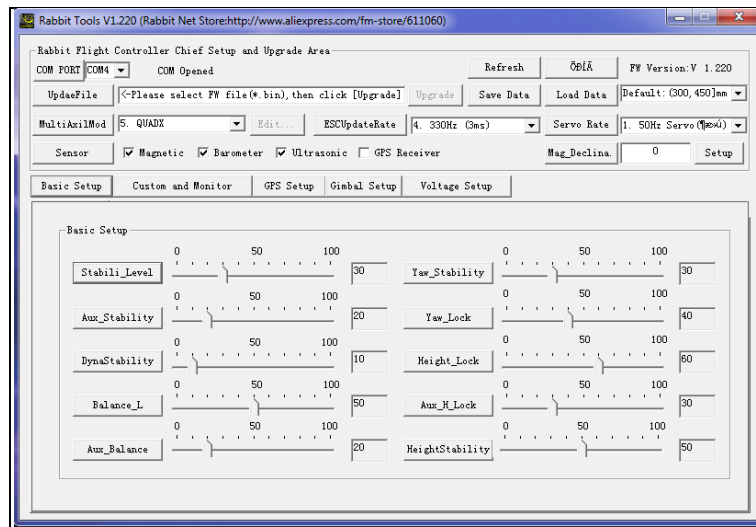 Rabbit Tools V1.220 (Rabbit Net Store:http://www.aliexpress.com/fm-store/611060)
Rabbit Flight Controller Chief Setup and Upgrade Area
COM PORT COM4 COM Opened Refresh ÖÐÎÄ FW Version:V 1.220
UpdaeFile <-Please select FW file(*.bin),then click [Upgrade] Upgrade Save Data Load Data Default:(300,450]mm
MultiAxilMod 5. QUADX Edit... ESCUpdateRate 4. 330Hz (3ms) Servo Rate 1. 50Hz Servo
Sensor Magnetic Barometer Ultrasonic GPS Receiver Mag_Declina. 0 Setup
Basic Setup Custom and Monitor GPS Setup Gimbal Setup Voltage Setup
Basic Setup
0 50 100 0 50 100
Stabili_Level 30 Yaw_Stability 30
0 50 100 0 50 100
Aux_Stability 20 Yaw_Lock 40
0 50 100 0 50 100
DynaStability 10 Height_Lock 60
0 50 100 0 50 100
Balance_L 50 Aux_H_Lock 30
0 50 100 0 50 100
Aux_Balance 20 HeightStability 50